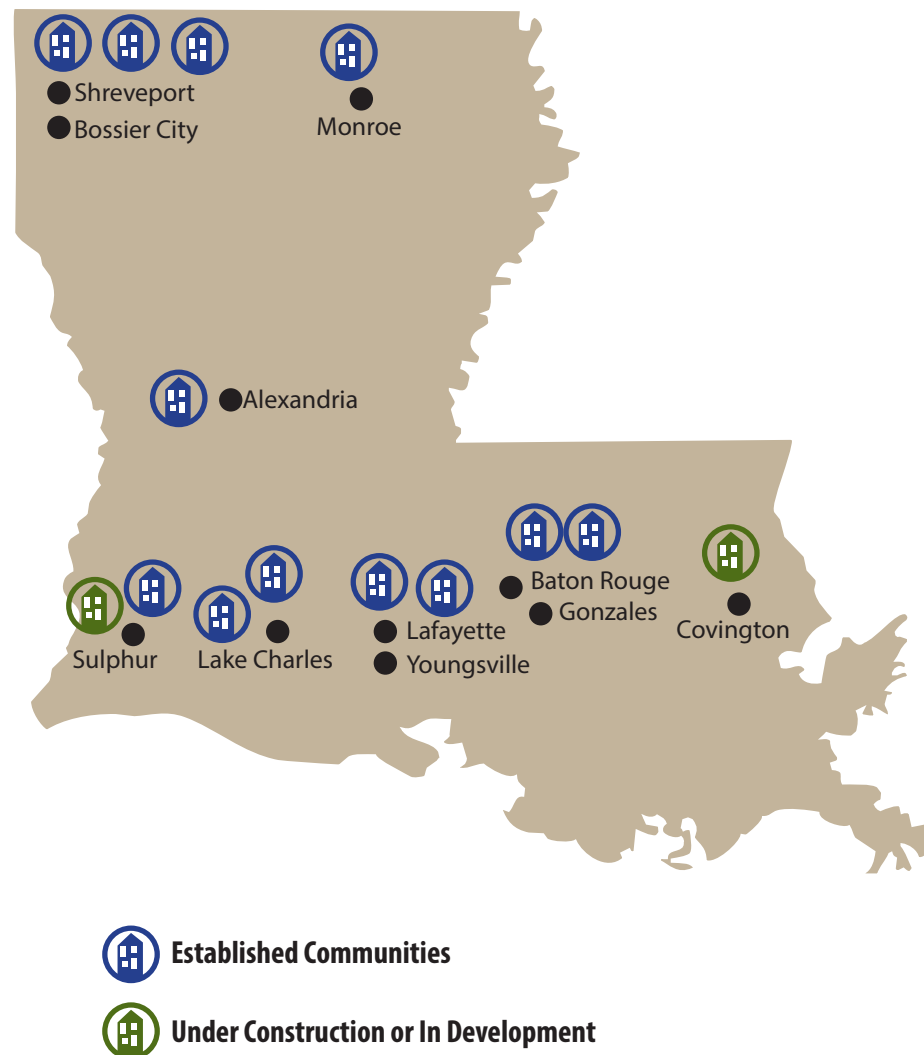 Shreveport
Bossier City
Monroe
Alexandria
Baton Rouge
Gonzales
Covington
Sulphur
Lake Charles
Lafayette
Youngsville
Established Communities
Under Construction or In Development